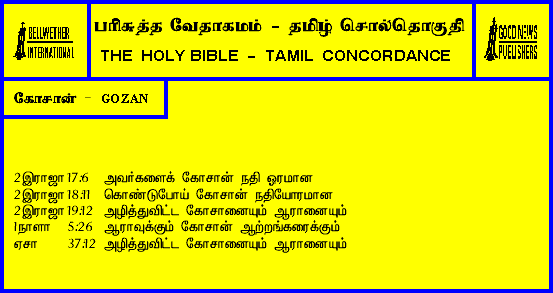 BELLWETHER
INTERNATIONAL
பரிசுத்த வேதாகமம் - தமிழ் சொல்தொகுதி
THE HOLY BIBLE - TAMIL CONCORDANCE
GOOD NEWS
PUBLISHERS
கோசான் - GOZAN
2இராஜா 17:6 அவர்களைக் கோசான் நதி ஓரமான
2இராஜா 18:11 கொண்டுபோய் கோசான் நதியோரமான
2இராஜா 19:12 அழித்துவிட்ட கோசானையும் ஆரானையும்
1நாளா 5:26 ஆராவுக்கும் கோசான் ஆற்றங்கரைக்கும்
ஏசா 37:12 அழித்துவிட்ட கோசானையும் ஆரானையும்